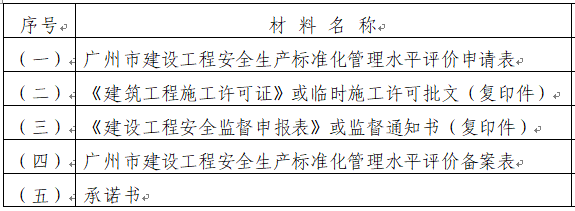 序号 材 料 名 称
（一） 广州市建设工程安全生产标准化管理水平评价申请表
（二） 《建筑工程施工许可证》或临时施工许可批文（复印件）
（三） 《建设工程安全监督申报表》或监督通知书（复印件）
（四） 广州市建设工程安全生产标准化管理水平评价备案表
（五） 承诺书